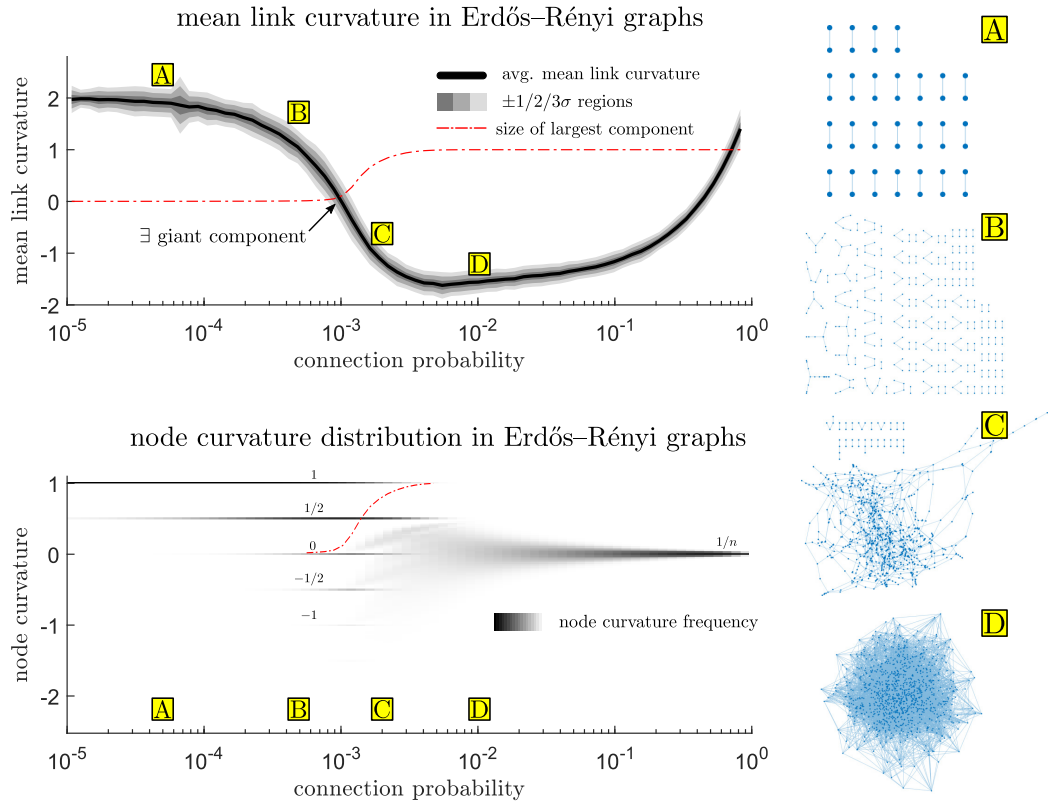 mean link curvature in Erdős–Rényi graphs
A
B
C
D
avg. mean link curvature
±1/2/3σ regions
size of largest component
∃ giant component
mean link curvature
2
1
0
-1
-2
10⁻⁵
10⁻⁴
10⁻³
10⁻²
10⁻¹
10⁰
connection probability
node curvature distribution in Erdős–Rényi graphs
1
1/2
0
−1/2
−1
1/n
node curvature frequency
node curvature
1
0
-1
-2
A
B
C
D
10⁻⁵
10⁻⁴
10⁻³
10⁻²
10⁻¹
10⁰
connection probability
A
B
C
D